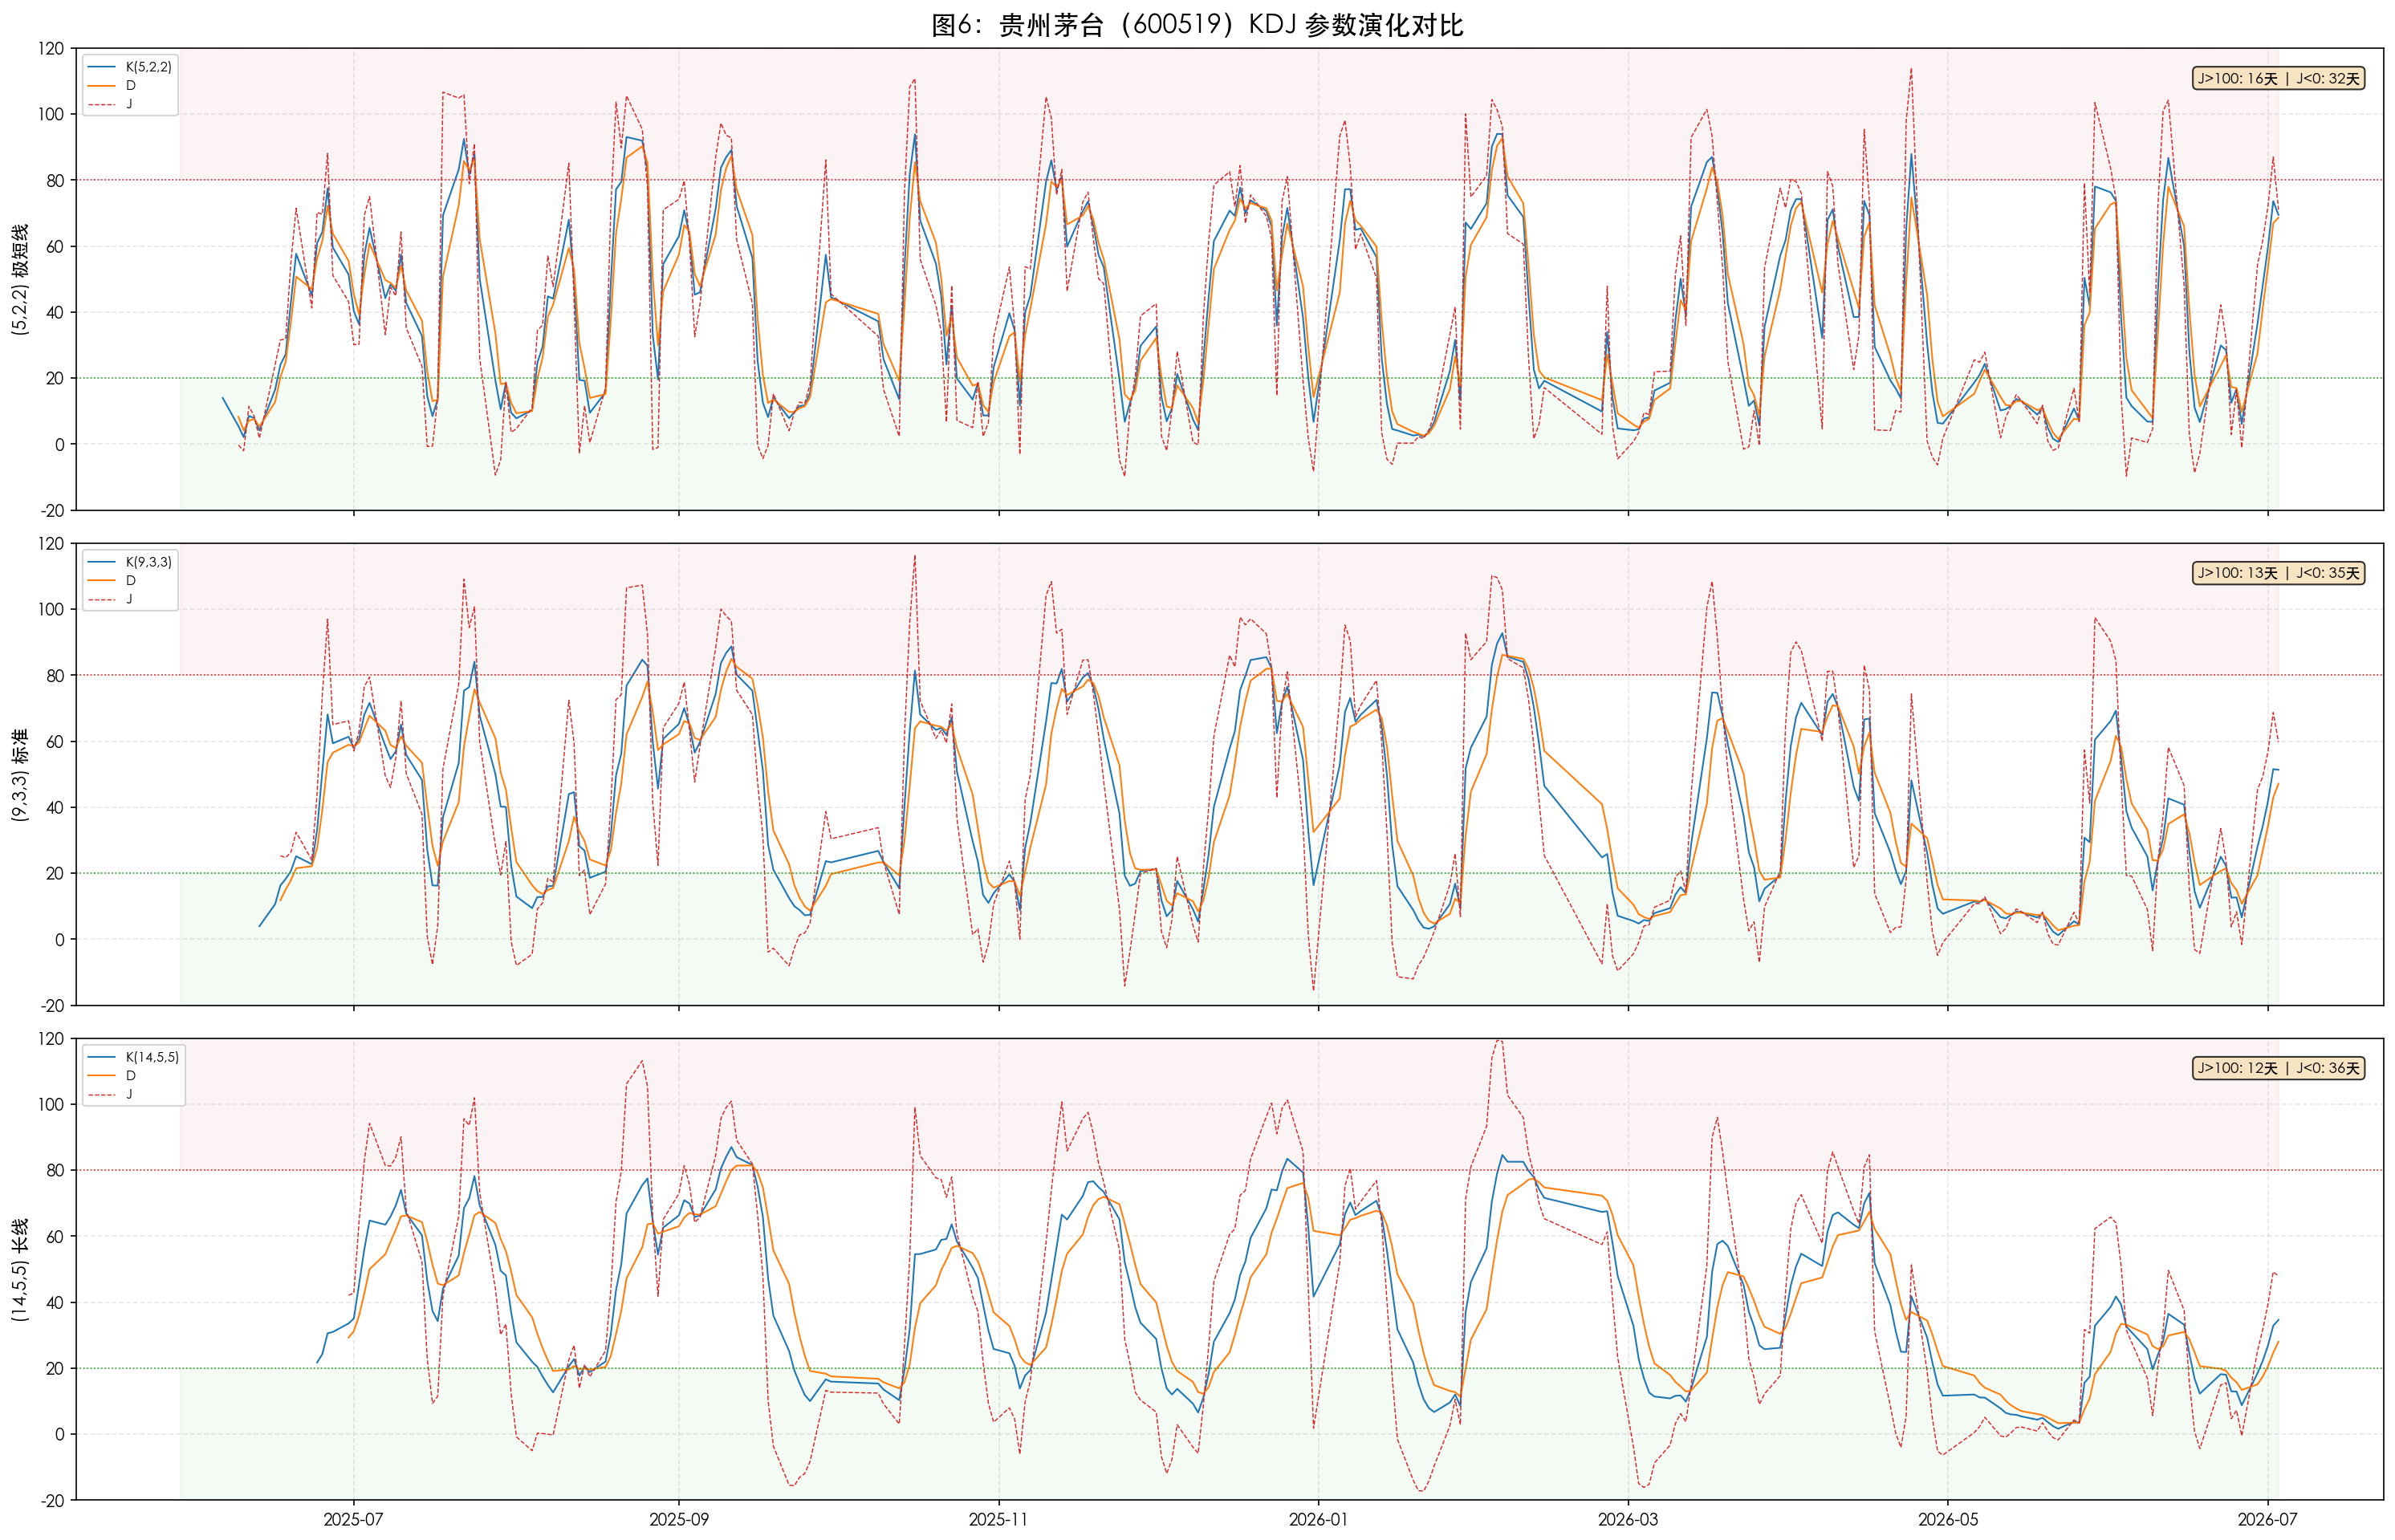 图6：贵州茅台（600519）KDJ 参数演化对比
120
100
80
60
40
20
0
-20
(5,2,2) 极短线
K(5,2,2)
D
J
J>100: 16天 | J<0: 32天
120
100
80
60
40
20
0
-20
(9,3,3) 标准
K(9,3,3)
D
J
J>100: 13天 | J<0: 35天
120
100
80
60
40
20
0
-20
(14,5,5) 长线
K(14,5,5)
D
J
J>100: 12天 | J<0: 36天
2025-07
2025-09
2025-11
2026-01
2026-03
2026-05
2026-07